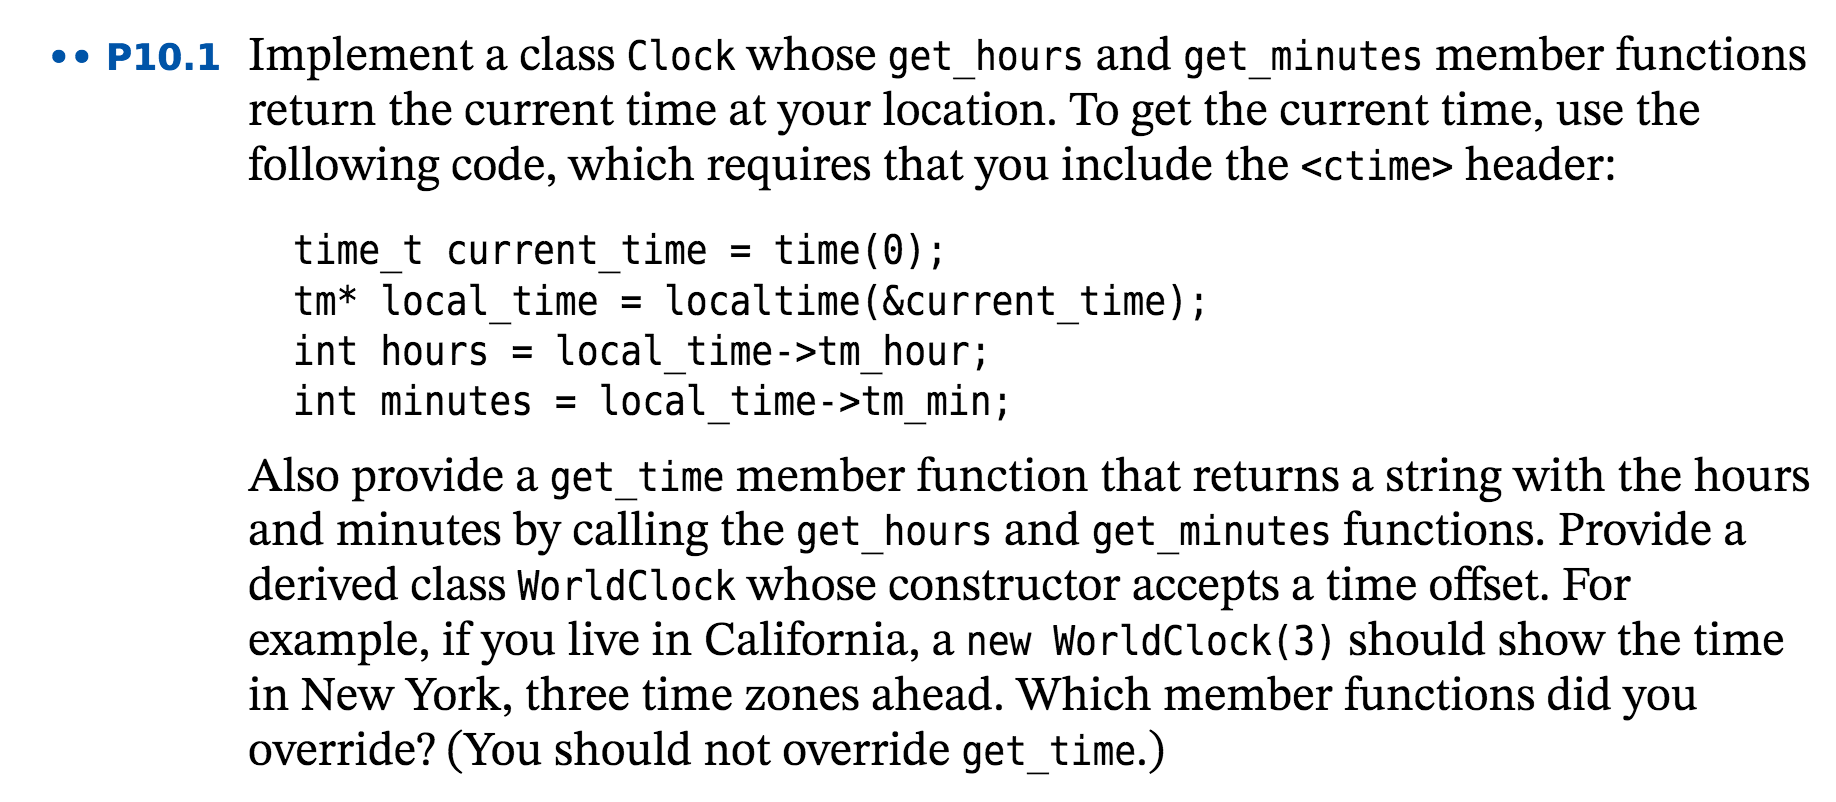 •• P10.1 Implement a class Clock whose get_hours and get_minutes member functions
return the current time at your location. To get the current time, use the
following code, which requires that you include the <ctime> header:
time_t current_time = time(0);
tm* local_time = localtime(&current_time);
int hours = local_time->tm_hour;
int minutes = local_time->tm_min;
Also provide a get_time member function that returns a string with the hours
and minutes by calling the get_hours and get_minutes functions. Provide a
derived class WorldClock whose constructor accepts a time offset. For
example, if you live in California, a new WorldClock(3) should show the time
in New York, three time zones ahead. Which member functions did you
override? (You should not override get_time.)